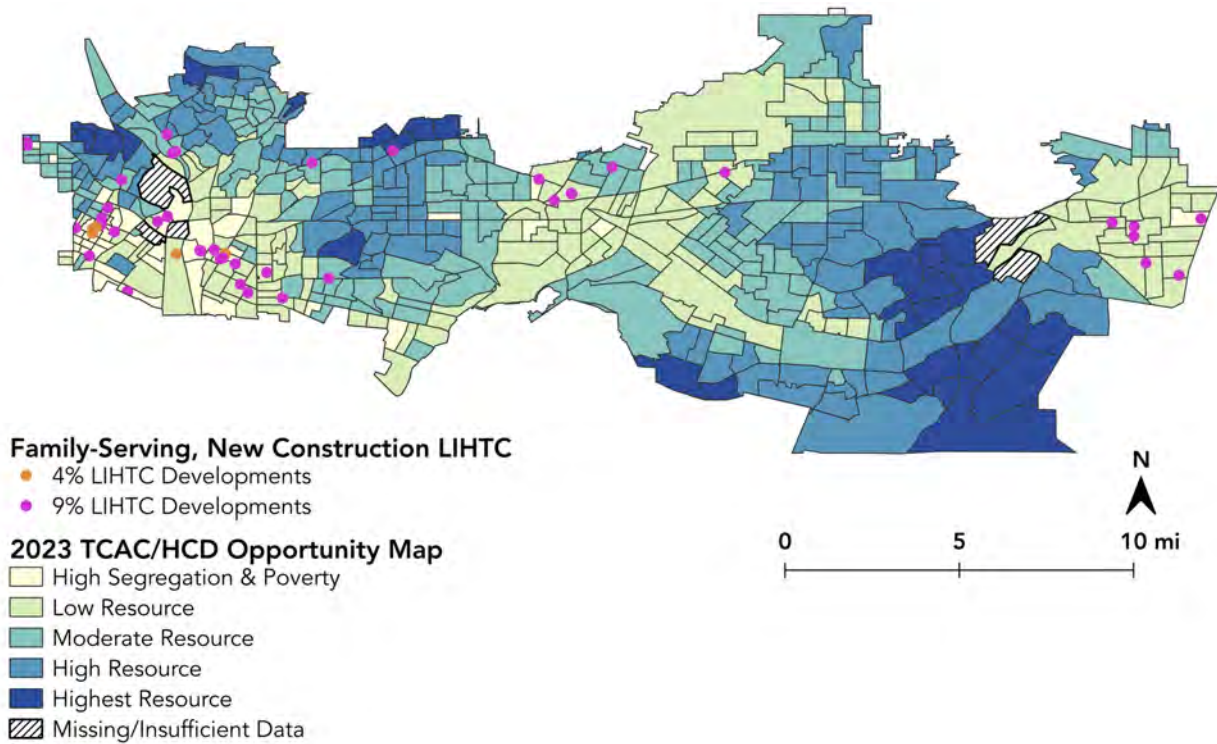 Family-Serving, New Construction LIHTC
4% LIHTC Developments
9% LIHTC Developments
2023 TCAC/HCD Opportunity Map
High Segregation & Poverty
Low Resource
Moderate Resource
High Resource
Highest Resource
Missing/Insufficient Data
N
0 5 10 mi